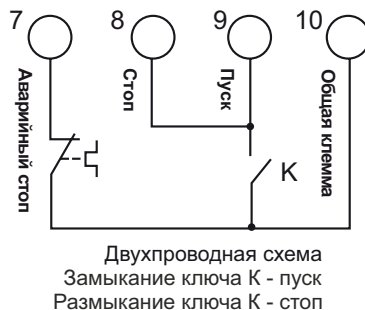 7 8 9 10
Аварийный стоп
Стоп
Пуск
Общая клемма
К
Двухпроводная схема
Замыкание ключа К - пуск
Размыкание ключа К - стоп